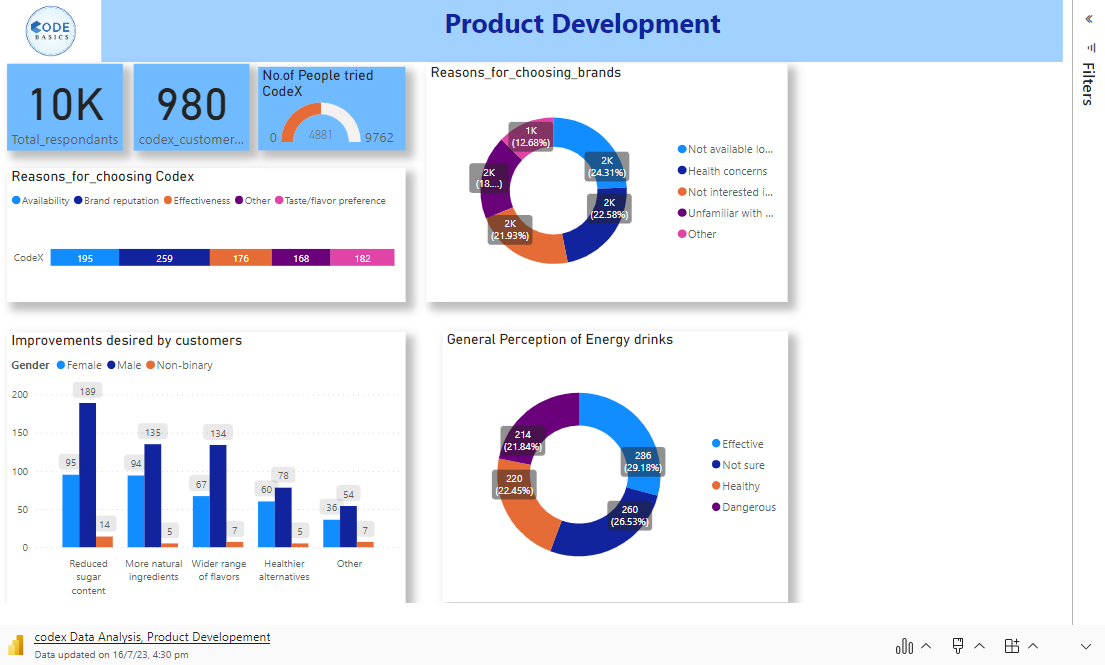 CODE
BASICS
Product Development
10K
Total_respondants
980
codex_customer...
No.of People tried
CodeX
0
4881
9762
Reasons_for_choosing_brands
1K
(12.68%)
2K
(24.31%)
2K
(18....)
2K
(22.58%)
2K
(21.93%)
Not available lo...
Health concerns
Not interested i...
Unfamiliar with ...
Other
Reasons_for_choosing Codex
Availability Brand reputation Effectiveness Other Taste/flavor preference
CodeX 195 259 176 168 182
Improvements desired by customers
Gender Female Male Non-binary
200
150
100
50
0
95 189 14
94 135 5
67 134 7
60 78 5
36 54 7
Reduced
sugar
content
More natural
ingredients
Wider range
of flavors
Healthier
alternatives
Other
General Perception of Energy drinks
214
(21.84%)
286
(29.18%)
220
(22.45%)
260
(26.53%)
Effective
Not sure
Healthy
Dangerous
Filters
codex Data Analysis, Product Developement
Data updated on 16/7/23, 4:30 pm